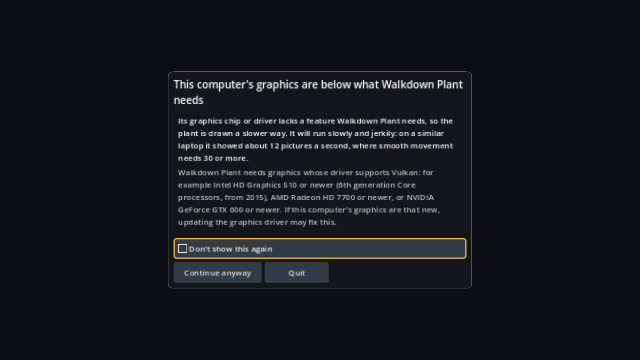 This computer's graphics are below what Walkdown Plant
needs
Its graphics chip or driver lacks a feature Walkdown Plant needs, so the
plant is drawn a slower way. It will run slowly and jerkily: on a similar
laptop it showed about 12 pictures a second, where smooth movement
needs 30 or more.
Walkdown Plant needs graphics whose driver supports Vulkan: for
example Intel HD Graphics 510 or newer (6th generation Core
processors, from 2015), AMD Radeon HD 7700 or newer, or NVIDIA
GeForce GTX 600 or newer. If this computer's graphics are that new,
updating the graphics driver may fix this.
Don't show this again
Continue anyway
Quit